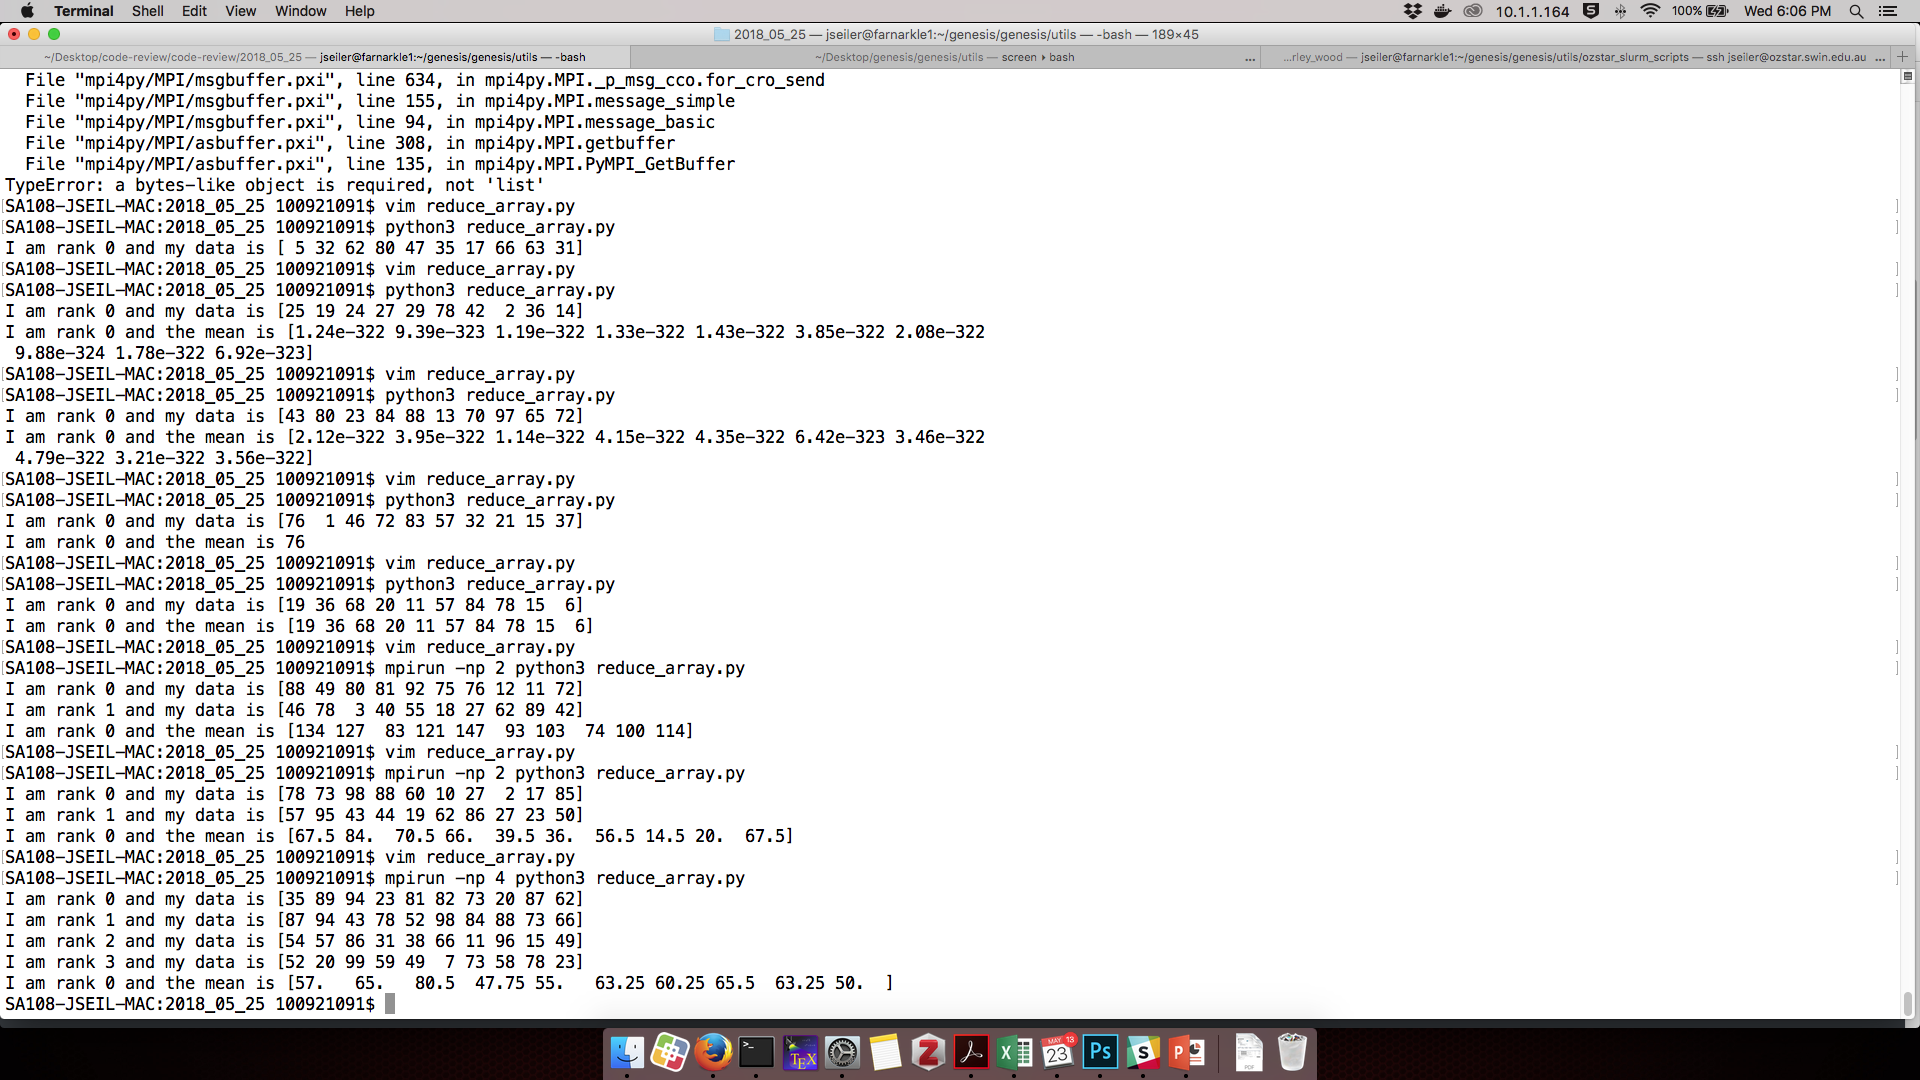 Terminal Shell Edit View Window Help 10.1.1.164 100% Wed 6:06 PM
2018_05_25 — jseiler@farnarkle1:~/genesis/genesis/utils — -bash — 189×45
~/Desktop/code-review/code-review/2018_05_25 — jseiler@farnarkle1:~/genesis/genesis/utils — -bash ~/Desktop/genesis/genesis/utils — screen ▸ bash ... ...rley_wood — jseiler@farnarkle1:~/genesis/genesis/utils/ozstar_slurm_scripts — ssh jseiler@ozstar.swin.edu.au ... +
  File "mpi4py/MPI/msgbuffer.pxi", line 634, in mpi4py.MPI._p_msg_cco.for_cro_send
  File "mpi4py/MPI/msgbuffer.pxi", line 155, in mpi4py.MPI.message_simple
  File "mpi4py/MPI/msgbuffer.pxi", line 94, in mpi4py.MPI.message_basic
  File "mpi4py/MPI/asbuffer.pxi", line 308, in mpi4py.MPI.getbuffer
  File "mpi4py/MPI/asbuffer.pxi", line 135, in mpi4py.MPI.PyMPI_GetBuffer
TypeError: a bytes-like object is required, not 'list'
[SA108-JSEIL-MAC:2018_05_25 100921091$ vim reduce_array.py ]
[SA108-JSEIL-MAC:2018_05_25 100921091$ python3 reduce_array.py ]
I am rank 0 and my data is [ 5 32 62 80 47 35 17 66 63 31]
[SA108-JSEIL-MAC:2018_05_25 100921091$ vim reduce_array.py ]
[SA108-JSEIL-MAC:2018_05_25 100921091$ python3 reduce_array.py ]
I am rank 0 and my data is [25 19 24 27 29 78 42  2 36 14]
I am rank 0 and the mean is [1.24e-322 9.39e-323 1.19e-322 1.33e-322 1.43e-322 3.85e-322 2.08e-322
 9.88e-324 1.78e-322 6.92e-323]
[SA108-JSEIL-MAC:2018_05_25 100921091$ vim reduce_array.py ]
[SA108-JSEIL-MAC:2018_05_25 100921091$ python3 reduce_array.py ]
I am rank 0 and my data is [43 80 23 84 88 13 70 97 65 72]
I am rank 0 and the mean is [2.12e-322 3.95e-322 1.14e-322 4.15e-322 4.35e-322 6.42e-323 3.46e-322
 4.79e-322 3.21e-322 3.56e-322]
[SA108-JSEIL-MAC:2018_05_25 100921091$ vim reduce_array.py ]
[SA108-JSEIL-MAC:2018_05_25 100921091$ python3 reduce_array.py ]
I am rank 0 and my data is [76  1 46 72 83 57 32 21 15 37]
I am rank 0 and the mean is 76
[SA108-JSEIL-MAC:2018_05_25 100921091$ vim reduce_array.py ]
[SA108-JSEIL-MAC:2018_05_25 100921091$ python3 reduce_array.py ]
I am rank 0 and my data is [19 36 68 20 11 57 84 78 15  6]
I am rank 0 and the mean is [19 36 68 20 11 57 84 78 15  6]
[SA108-JSEIL-MAC:2018_05_25 100921091$ vim reduce_array.py ]
[SA108-JSEIL-MAC:2018_05_25 100921091$ mpirun -np 2 python3 reduce_array.py ]
I am rank 0 and my data is [88 49 80 81 92 75 76 12 11 72]
I am rank 1 and my data is [46 78  3 40 55 18 27 62 89 42]
I am rank 0 and the mean is [134 127  83 121 147  93 103  74 100 114]
[SA108-JSEIL-MAC:2018_05_25 100921091$ vim reduce_array.py ]
[SA108-JSEIL-MAC:2018_05_25 100921091$ mpirun -np 2 python3 reduce_array.py ]
I am rank 0 and my data is [78 73 98 88 60 10 27  2 17 85]
I am rank 1 and my data is [57 95 43 44 19 62 86 27 23 50]
I am rank 0 and the mean is [67.5 84.  70.5 66.  39.5 36.  56.5 14.5 20.  67.5]
[SA108-JSEIL-MAC:2018_05_25 100921091$ vim reduce_array.py ]
[SA108-JSEIL-MAC:2018_05_25 100921091$ mpirun -np 4 python3 reduce_array.py ]
I am rank 0 and my data is [35 89 94 23 81 82 73 20 87 62]
I am rank 1 and my data is [87 94 43 78 52 98 84 88 73 66]
I am rank 2 and my data is [54 57 86 31 38 66 11 96 15 49]
I am rank 3 and my data is [52 20 99 59 49  7 73 58 78 23]
I am rank 0 and the mean is [57.   65.   80.5  47.75 55.   63.25 60.25 65.5  63.25 50.  ]
SA108-JSEIL-MAC:2018_05_25 100921091$
>_ TEX Z X MAY 23 13 Ps S P PDF